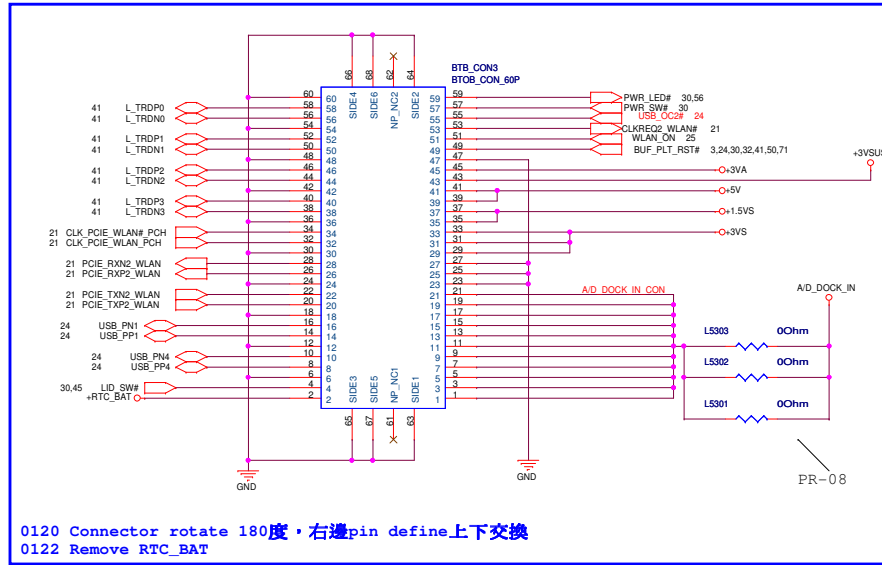 66
68
62
64
SIDE4
SIDE6
NP_NC2
SIDE2
BTB_CON3
BTOB_CON_60P
60 60 59 59 PWR_LED# 30,56
41 L_TRDP0 58 58 57 57 PWR_SW# 30
41 L_TRDN0 56 56 55 55 USB_OC2# 24
54 54 53 53 CLKREQ2_WLAN# 21
41 L_TRDP1 52 52 51 51 WLAN_ON 25
41 L_TRDN1 50 50 49 49 BUF_PLT_RST# 3,24,30,32,41,50,71
48 48 47 47
41 L_TRDP2 46 46 45 45 +3VA
+3VSUS
41 L_TRDN2 44 44 43 43
42 42 41 41 +5V
41 L_TRDP3 40 40 39 39
41 L_TRDN3 38 38 37 37 +1.5VS
36 36 35 35
21 CLK_PCIE_WLAN#_PCH 34 34 33 33 +3VS
21 CLK_PCIE_WLAN_PCH 32 32 31 31
30 30 29 29
21 PCIE_RXN2_WLAN 28 28 27 27
21 PCIE_RXP2_WLAN 26 26 25 25
24 24 23 23
21 PCIE_TXN2_WLAN 22 22 21 21 A/D_DOCK_IN_CON A/D_DOCK_IN
21 PCIE_TXP2_WLAN 20 20 19 19
18 18 17 17
24 USB_PN1 16 16 15 15
24 USB_PP1 14 14 13 13 L5303 0Ohm
12 12 11 11
24 USB_PN4 10 10 9 9 L5302 0Ohm
24 USB_PP4 8 8 7 7
6 6 5 5
30,45 LID_SW# 4 4 3 3 L5301 0Ohm
+RTC_BAT 2 2 1 1
SIDE3
SIDE5
NP_NC1
SIDE1
65
67
61
63
GND
GND
PR-08
0120 Connector rotate 180度，右邊pin define上下交換
0122 Remove RTC_BAT